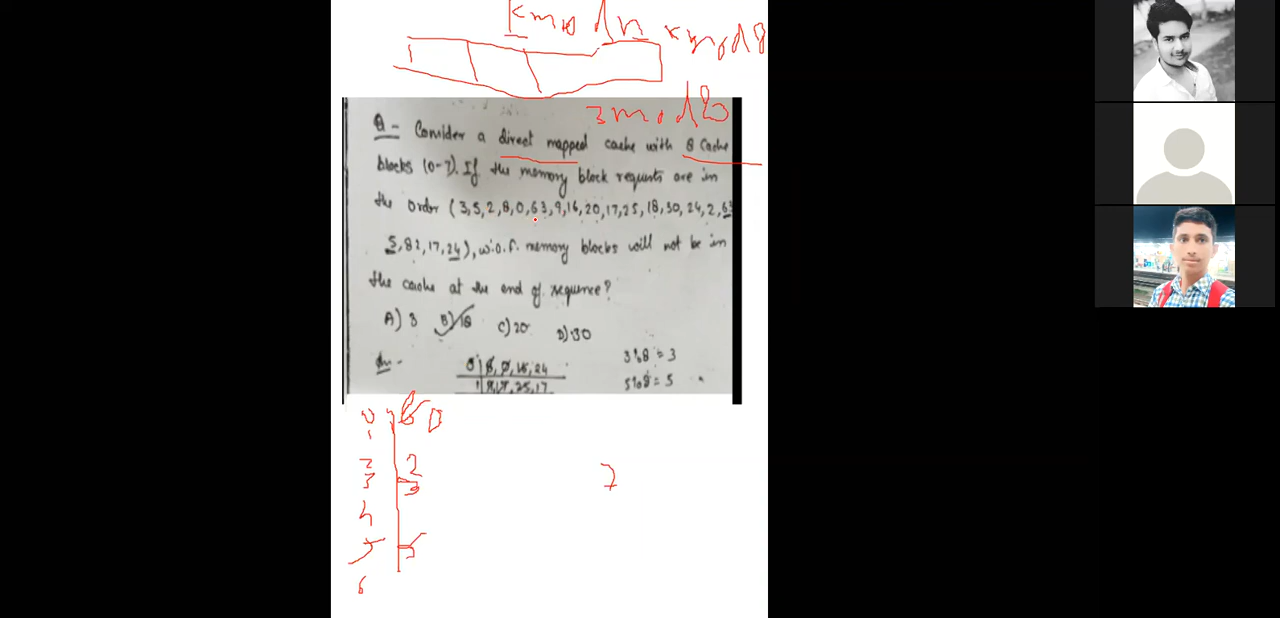 K mod n K mod 8
3 mod 8
Q - Consider a direct mapped cache with 8 Cache
blocks (0-7). If the memory block requests are in
the order (3,5,2,8,0,63,9,16,20,17,25,18,30,24,2,63
5,82,17,24), w.o.f. memory blocks will not be in
the cache at the end of sequence?
A) 3 B) 18 C) 20 D) 30
Ans - 3%8 = 3
5%8 = 5
0
1
2 2
3 3
4
5 5
6
7